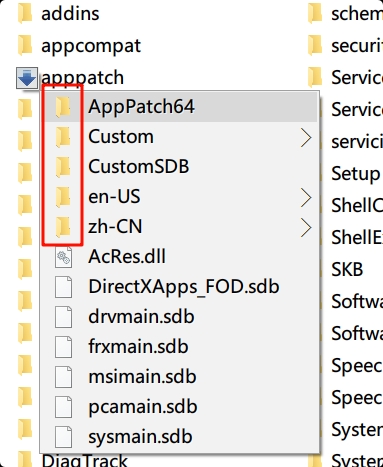 addins
appcompat
apppatch
AppPatch64
Custom
CustomSDB
en-US
zh-CN
AcRes.dll
DirectXApps_FOD.sdb
drvmain.sdb
frxmain.sdb
msimain.sdb
pcamain.sdb
sysmain.sdb
DiagTrack
schem
securi
Service
Service
servici
Setup
ShellC
ShellEx
SKB
Softwa
Softwa
Speec
Speec
System
System